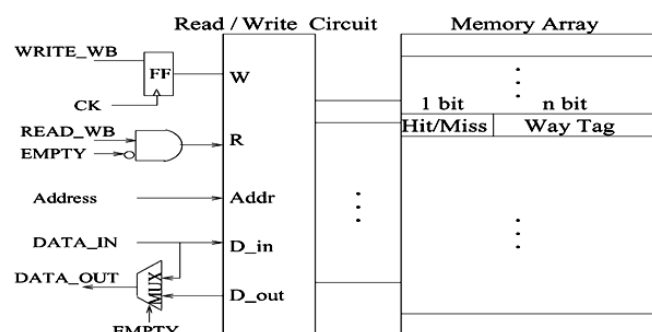 Read / Write Circuit
Memory Array
WRITE_WB
FF
W
CK
1 bit
n bit
READ_WB
R
Hit/Miss
Way Tag
EMPTY
Address
Addr
DATA_IN
D_in
DATA_OUT
MUX
D_out
EMPTY